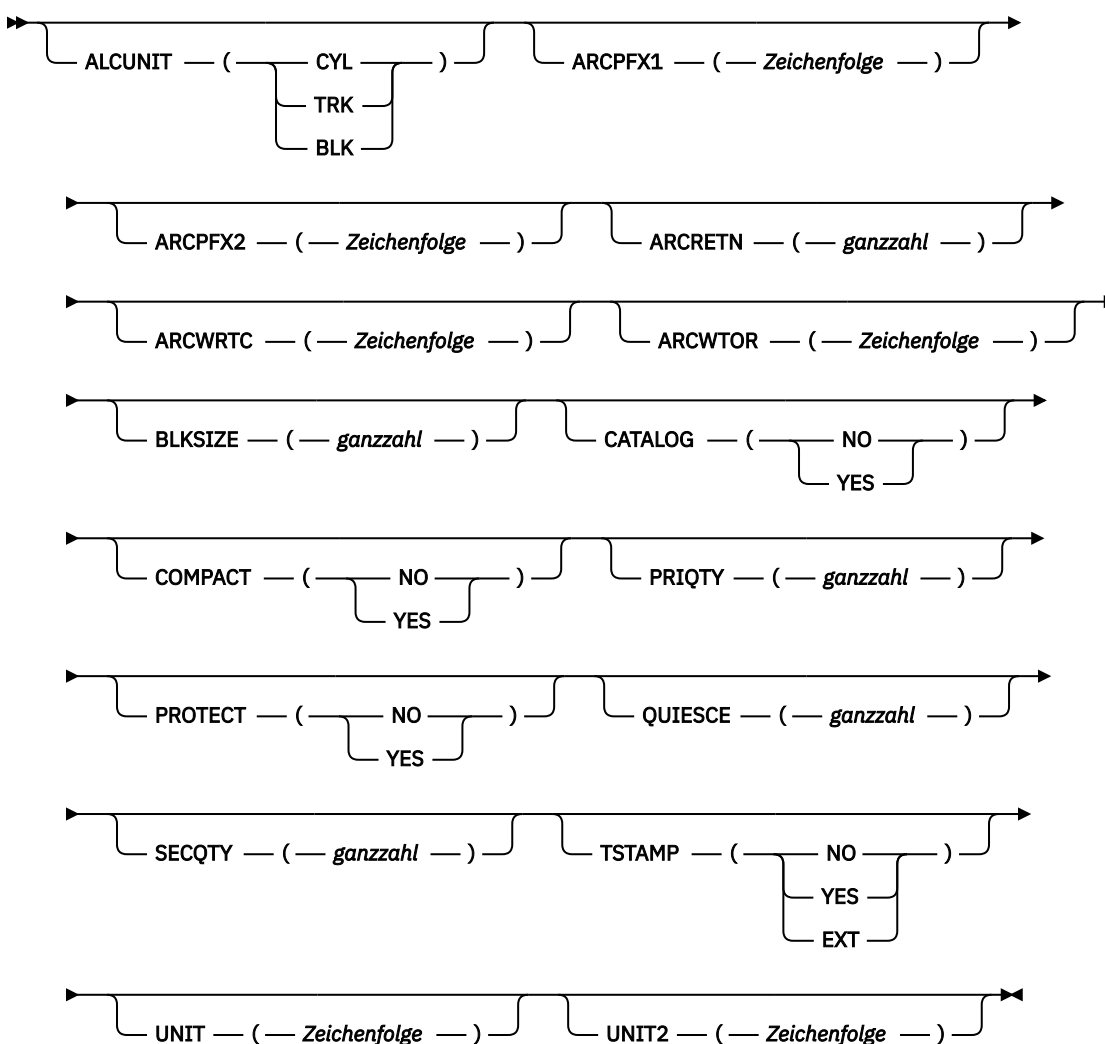 ALCUNIT ( CYL ) ARCPFX1 ( Zeichenfolge )
TRK
BLK
ARCPFX2 ( Zeichenfolge ) ARCRETN ( ganzzahl )
ARCWRTC ( Zeichenfolge ) ARCWTOR ( Zeichenfolge )
BLKSIZE ( ganzzahl ) CATALOG ( NO )
YES
COMPACT ( NO ) PRIQTY ( ganzzahl )
YES
PROTECT ( NO ) QUIESCE ( ganzzahl )
YES
SECQTY ( ganzzahl ) TSTAMP ( NO )
YES
EXT
UNIT ( Zeichenfolge ) UNIT2 ( Zeichenfolge )